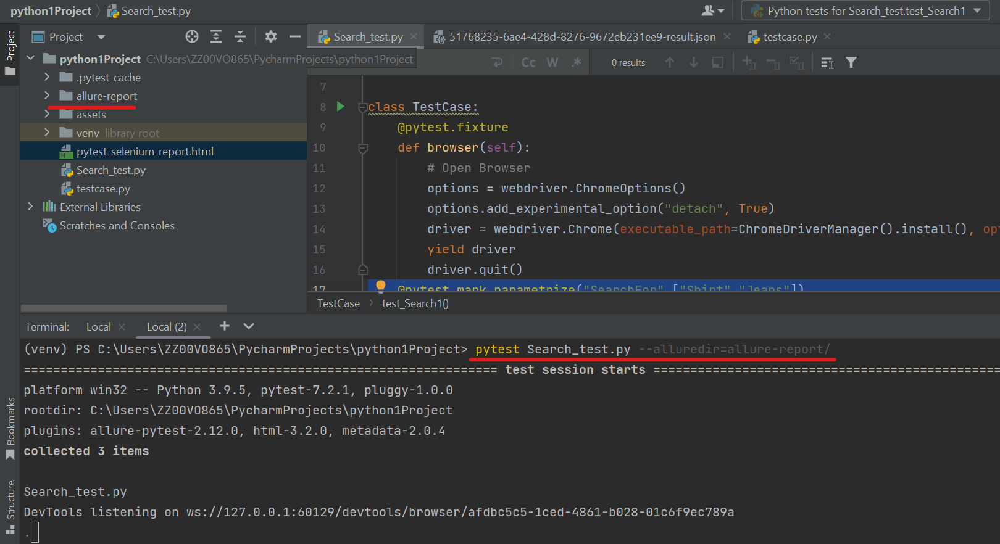 python1Project Search_test.py
Python tests for Search_test.test_Search1
Project
Project
Search_test.py
51768235-6ae4-428d-8276-9672eb231ee9-result.json
testcase.py
python1Project C:\Users\ZZ00VO865\PycharmProjects\python1Project
Cc W .* 0 results
.pytest_cache
allure-report
assets
venv library root
pytest_selenium_report.html
Search_test.py
testcase.py
External Libraries
Scratches and Consoles
7
8 class TestCase:
9 @pytest.fixture
10 def browser(self):
11 # Open Browser
12 options = webdriver.ChromeOptions()
13 options.add_experimental_option("detach", True)
14 driver = webdriver.Chrome(executable_path=ChromeDriverManager().install(), op
15 yield driver
16 driver.quit()
17 @pytest.mark.parametrize("SearchFor",["Shirt","Jeans"])
TestCase test_Search1()
Terminal: Local Local (2)
(venv) PS C:\Users\ZZ00VO865\PycharmProjects\python1Project> pytest Search_test.py --alluredir=allure-report/
================================================================ test session starts ===============================================
platform win32 -- Python 3.9.5, pytest-7.2.1, pluggy-1.0.0
rootdir: C:\Users\ZZ00VO865\PycharmProjects\python1Project
plugins: allure-pytest-2.12.0, html-3.2.0, metadata-2.0.4
collected 3 items
Search_test.py
DevTools listening on ws://127.0.0.1:60129/devtools/browser/afdbc5c5-1ced-4861-b028-01c6f9ec789a
.
Bookmarks
Structure